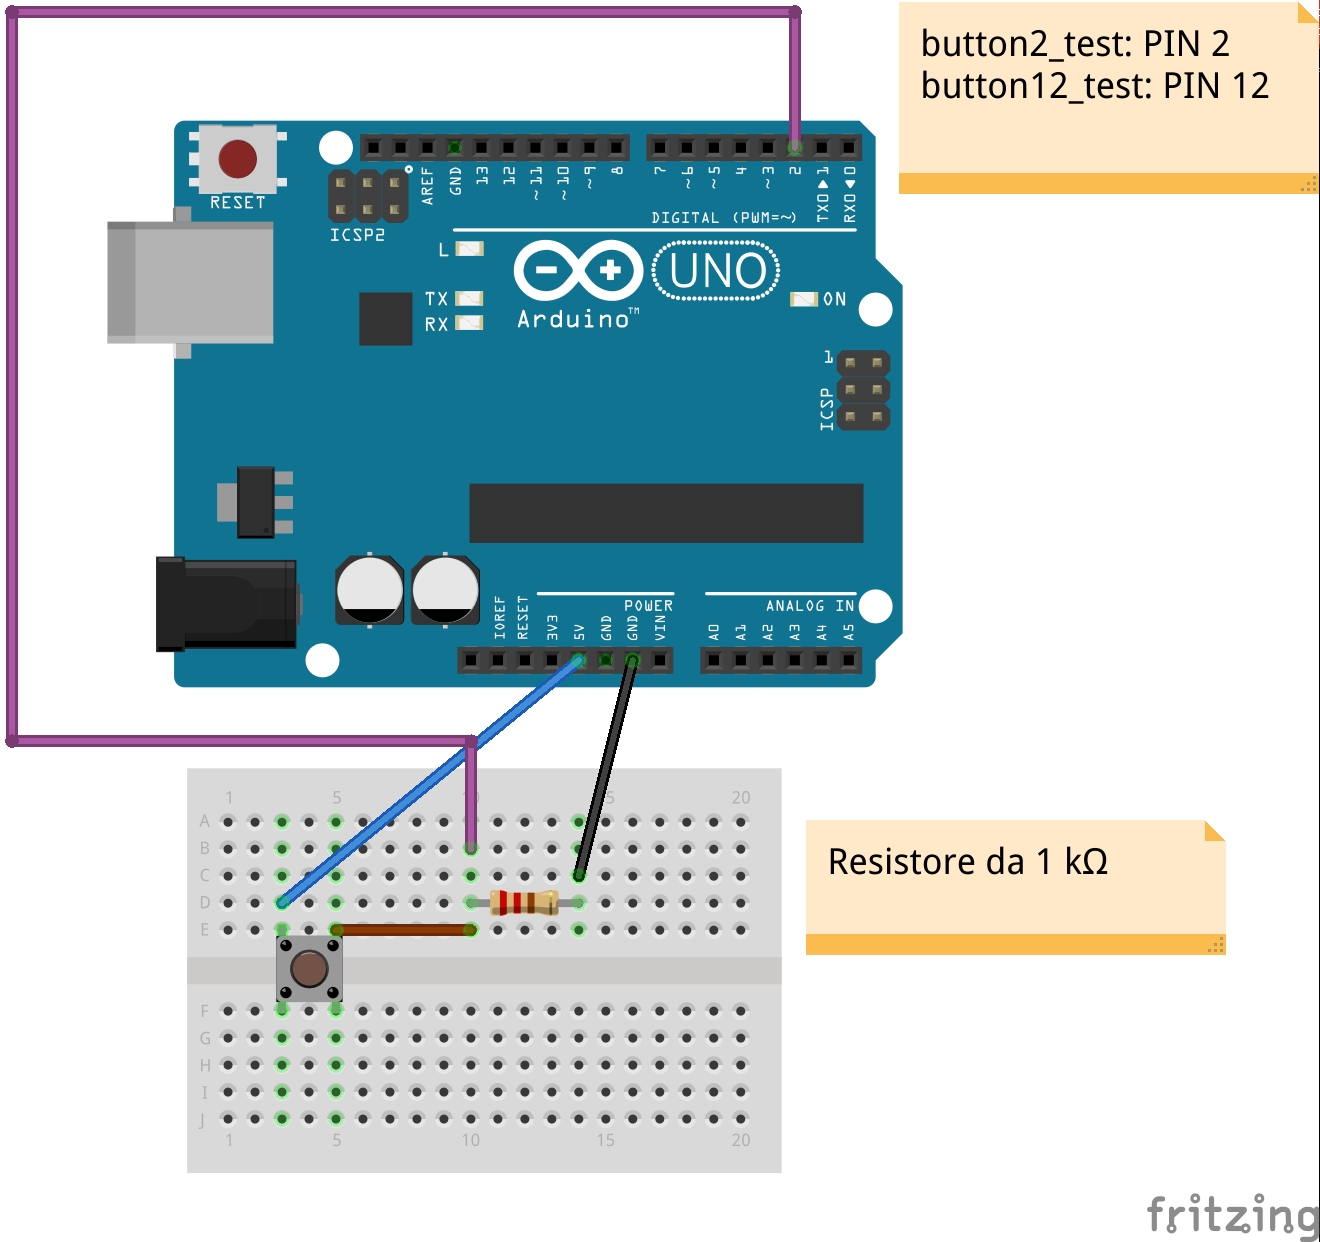 button2_test: PIN 2
button12_test: PIN 12
RESET
ICSP2
AREF
GND
13
12
~11
~10
~9
8
7
~6
~5
4
~3
2
TX0▶1
RX0◀0
DIGITAL (PWM=~)
L
TX
RX
UNO
Arduino™
ON
1
ICSP
POWER
ANALOG IN
IOREF
RESET
3V3
5V
GND
GND
VIN
A0
A1
A2
A3
A4
A5
1 5 10 15 20
A
B
C
D
E
F
G
H
I
J
1 5 10 15 20
Resistore da 1 kΩ
fritzing